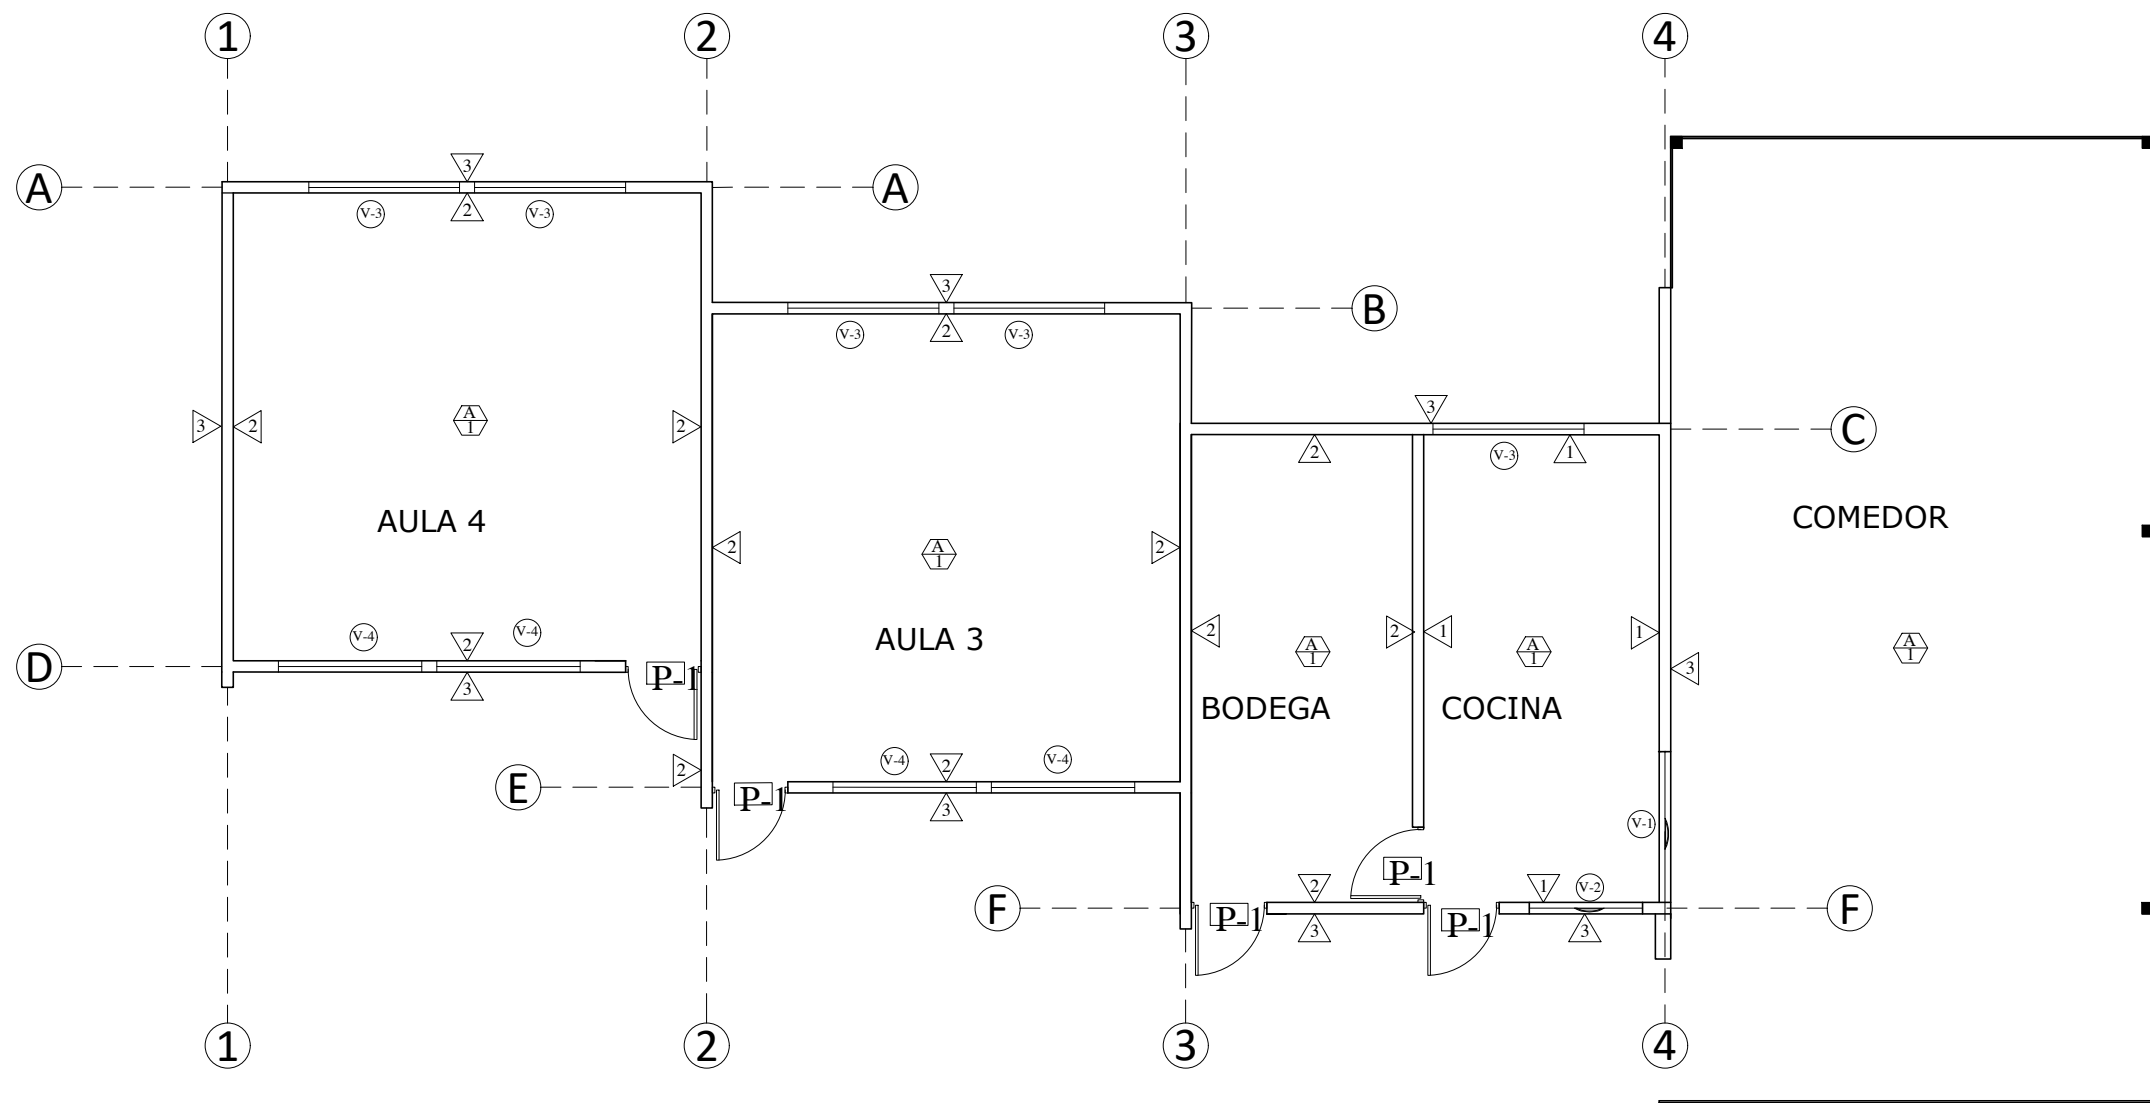 1 2 3 4
3
A A
2
V-3 V-3
3
B
2
V-3 V-3
A
1
3
3 2 2
C
2 V-3 1
AULA 4 COMEDOR
2 2
A
1
AULA 3
V-4 2 V-4
2 2 1 1
A
1
A
1
A
1
D 3
3
P-1
BODEGA COCINA
V-4 2 V-4
2
E P-1
3
V-1
P-1
2 1 V-2
F F
P-1 P-1
3 3
1 2 3 4